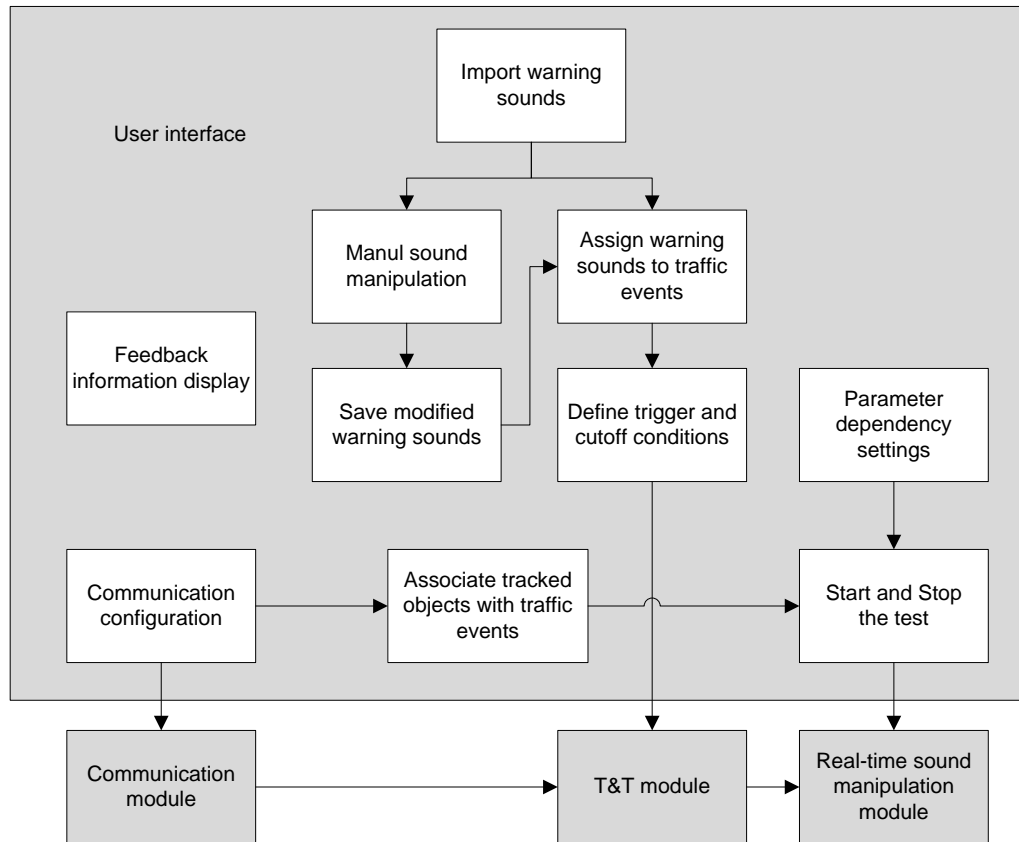 Import warning
sounds
User interface
Manul sound
manipulation
Assign warning
sounds to traffic
events
Feedback
information display
Save modified
warning sounds
Define trigger and
cutoff conditions
Parameter
dependency
settings
Communication
configuration
Associate tracked
objects with traffic
events
Start and Stop
the test
Communication
module
T&T module
Real-time sound
manipulation
module